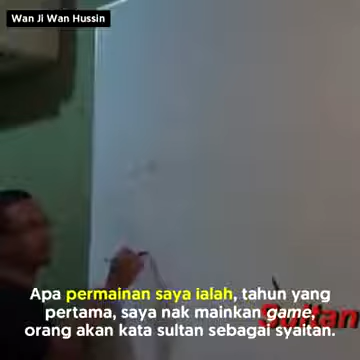 Wan Ji Wan Hussin
Apa permainan saya ialah, tahun yang
pertama, saya nak mainkan game,
orang akan kata sultan sebagai syaitan.
Sultan